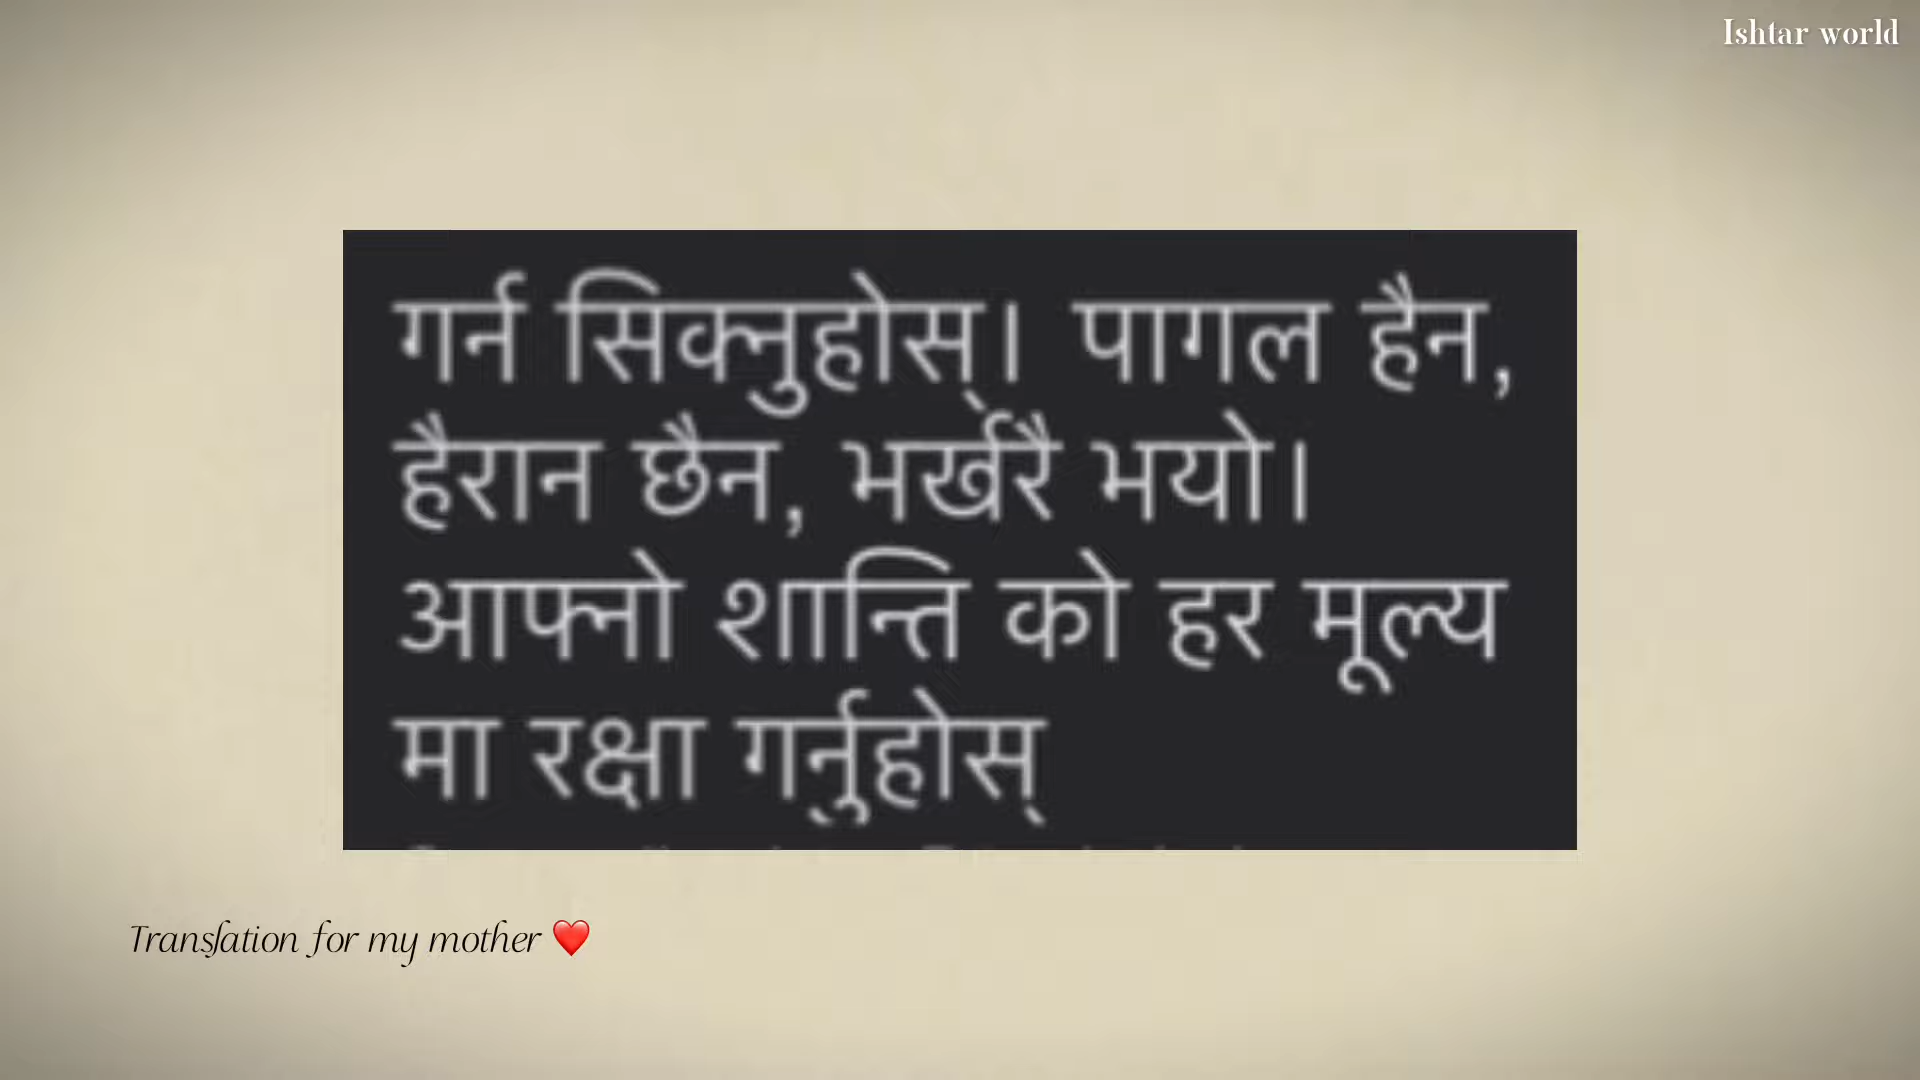 Ishtar world
गर्न सिक्नुहोस्। पागल हैन,
हैरान छैन, भर्खरै भयो।
आफ्नो शान्ति को हर मूल्य
मा रक्षा गर्नुहोस्
Translation for my mother ❤️